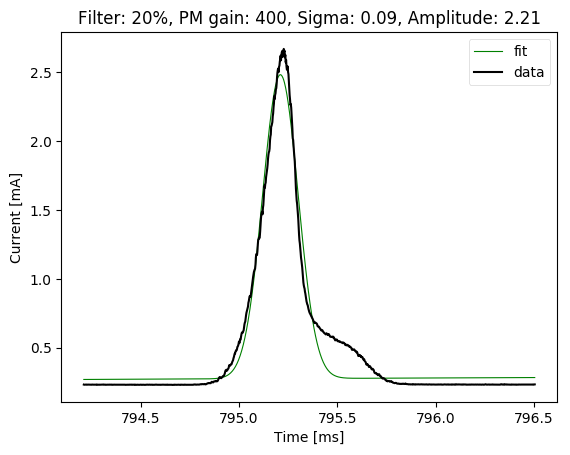 Filter: 20%, PM gain: 400, Sigma: 0.09, Amplitude: 2.21
fit
data
2.5
2.0
1.5
1.0
0.5
Current [mA]
794.5
795.0
795.5
796.0
796.5
Time [ms]